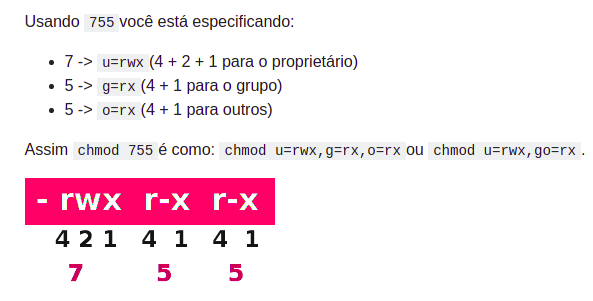 Usando 755 você está especificando:
7 -> u=rwx (4 + 2 + 1 para o proprietário)
5 -> g=rx (4 + 1 para o grupo)
5 -> o=rx (4 + 1 para outros)
Assim chmod 755 é como: chmod u=rwx,g=rx,o=rx ou chmod u=rwx,go=rx.
- rwx r-x r-x
4 2 1 4 1 4 1
7 5 5